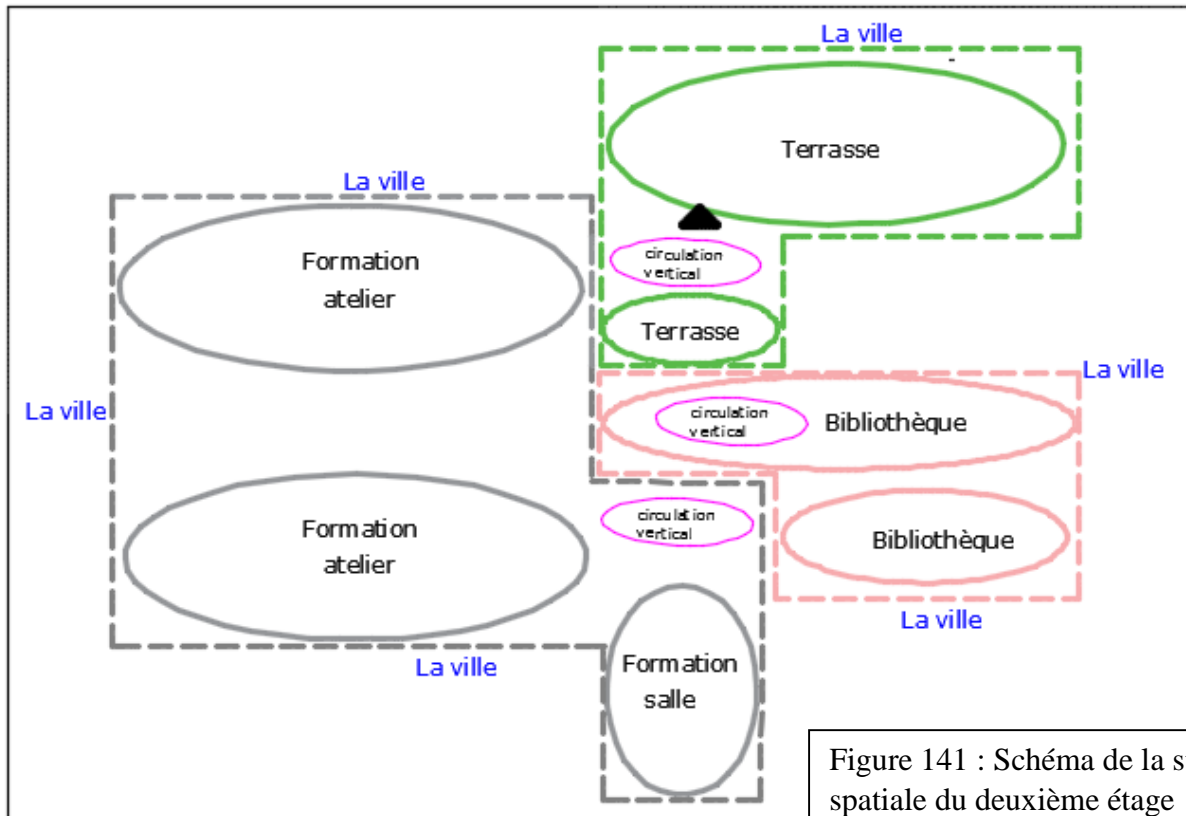 La ville
Terrasse
La ville
circulation
vertical
Formation
atelier
Terrasse
La ville
La ville
circulation
vertical
Bibliothèque
circulation
vertical
Formation
atelier
Bibliothèque
La ville
La ville
Formation
salle
Figure 141 : Schéma de la
spatiale du deuxième étage